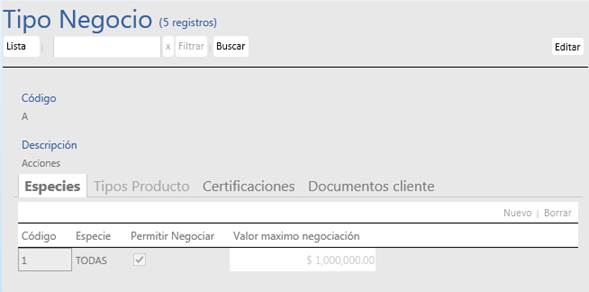 Tipo Negocio (5 registros)
Lista x Filtrar Buscar Editar
Código
A
Descripción
Acciones
Especies Tipos Producto Certificaciones Documentos cliente
Nuevo | Borrar
Código Especie Permitir Negociar Valor maximo negociación
1 TODAS $ 1,000,000.00